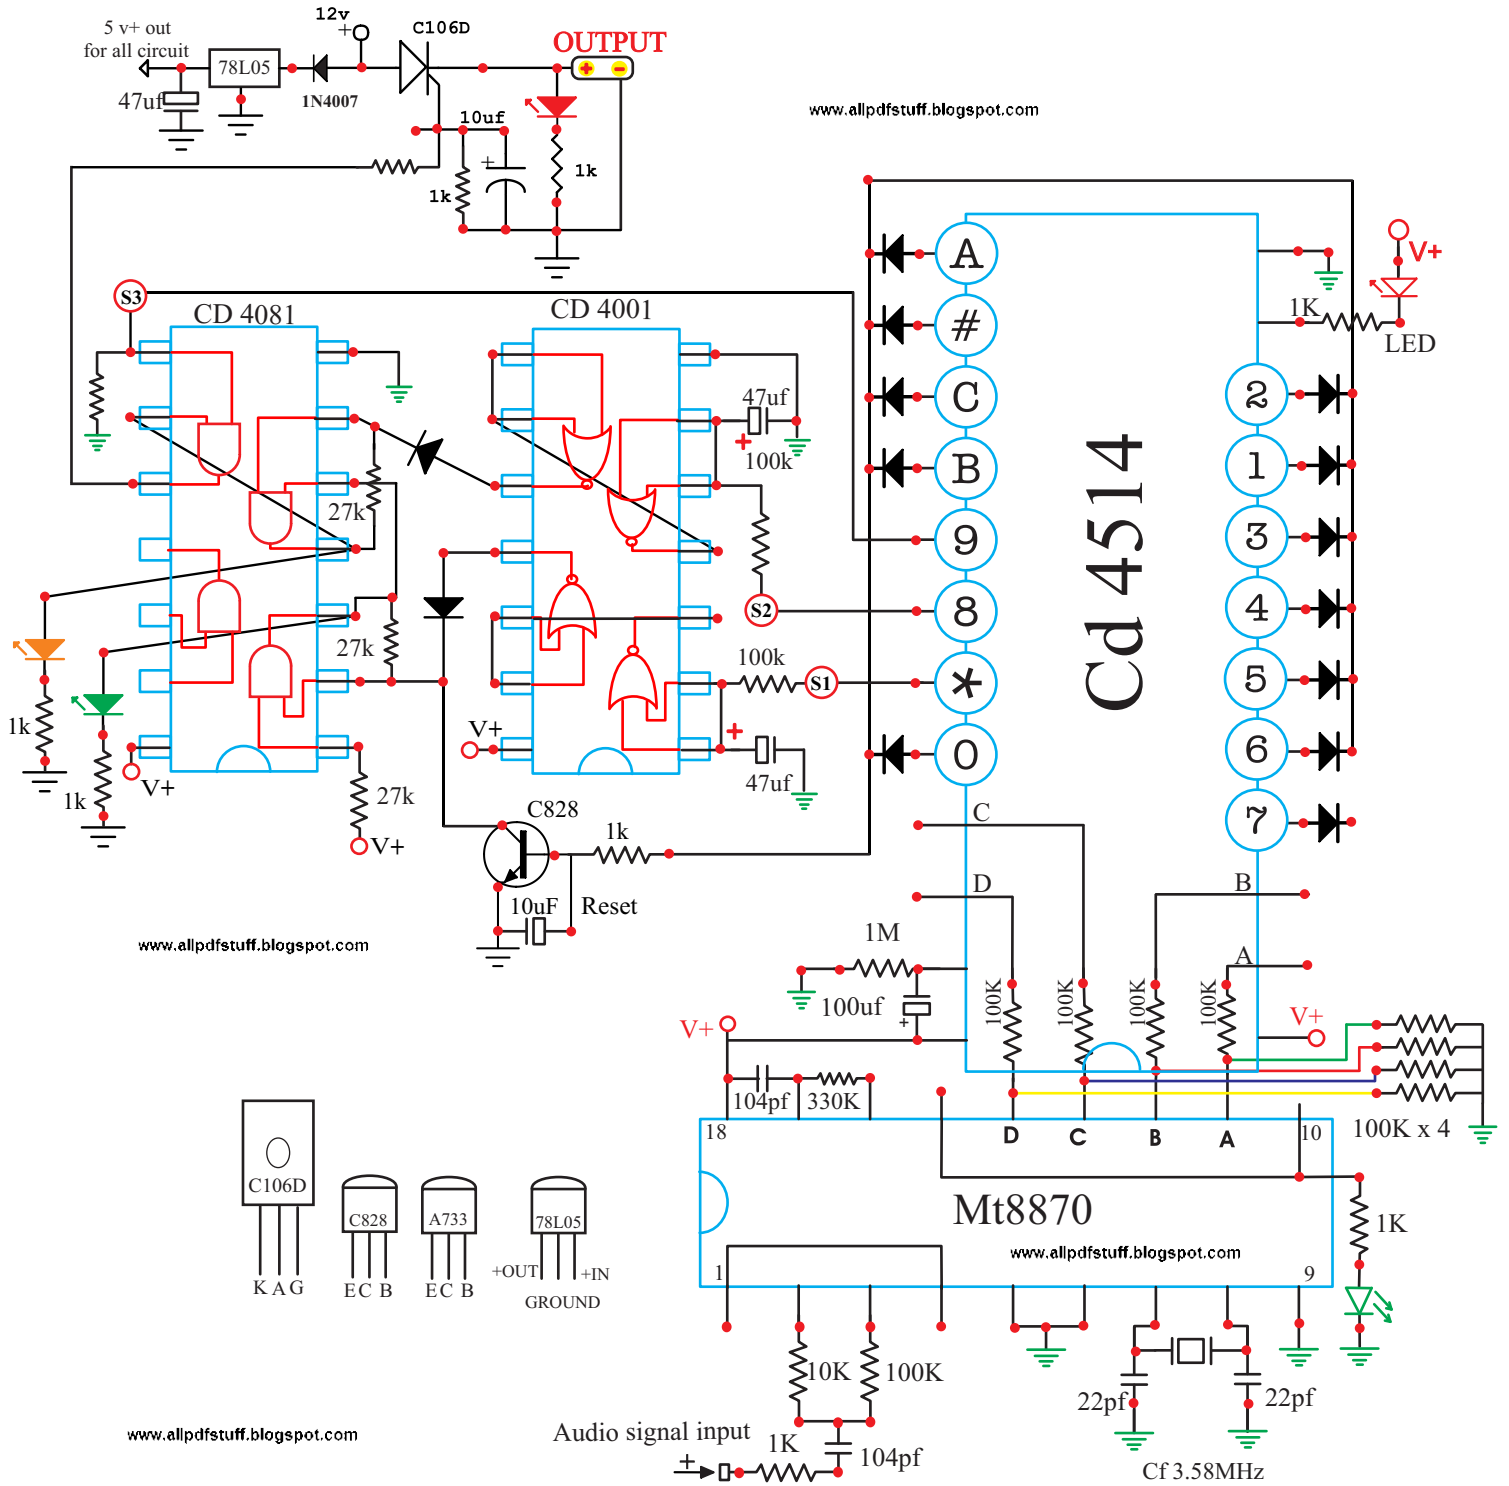 5 v+ out
for all circuit
12v
+
C106D
OUTPUT
+ -
78L05
1N4007
47uf
10uf
+
1k
1k
www.allpdfstuff.blogspot.com
S3
CD 4081
CD 4001
A
#
C
B
9
8
*
0
Cd 4514
2
1
3
4
5
6
7
V+
1K
LED
47uf
+
100k
27k
S2
27k
100k
S1
1k
V+
V+
+
47uf
1k
27k
V+
C828
1k
10uF
Reset
C
D
B
A
www.allpdfstuff.blogspot.com
1M
100uf
+
100K
100K
100K
100K
V+
V+
104pf
330K
18
D
C
B
A
10
100K x 4
C106D
K A G
C828
E C B
A733
E C B
78L05
+OUT
+IN
GROUND
Mt8870
www.allpdfstuff.blogspot.com
1
9
1K
10K
100K
22pf
22pf
Cf 3.58MHz
Audio signal input
+
1K
104pf
www.allpdfstuff.blogspot.com